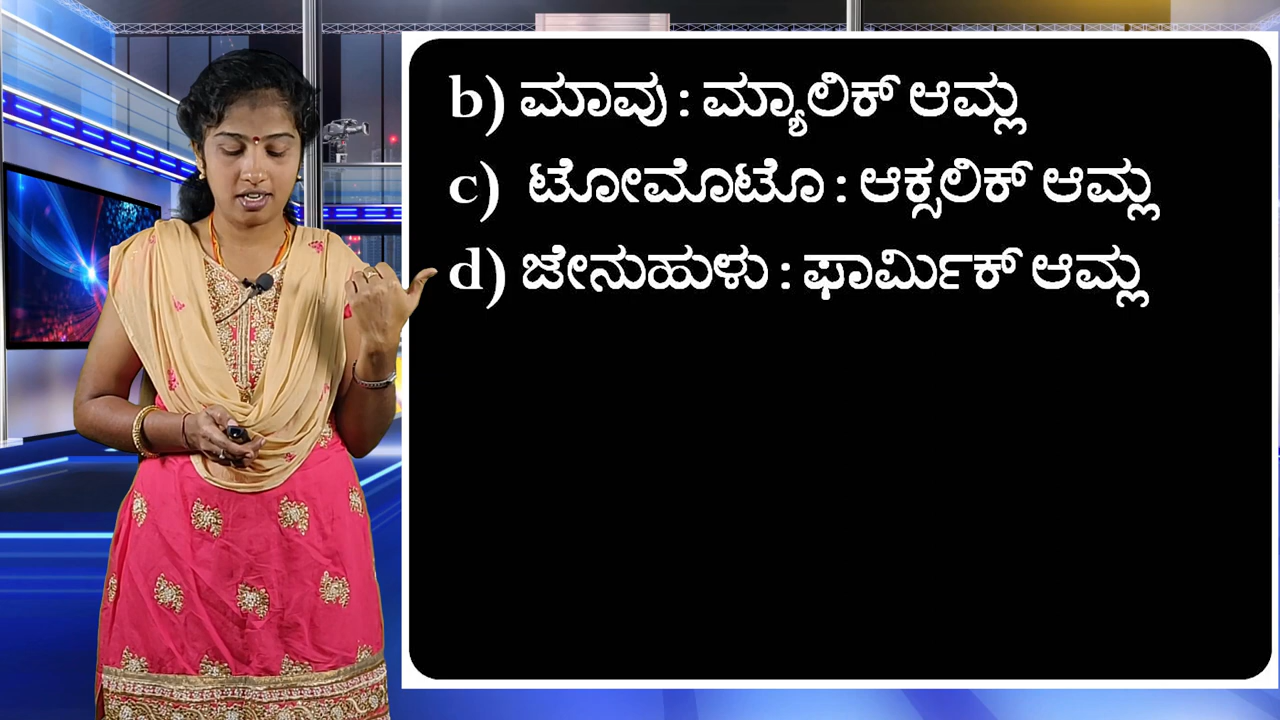 b) ಮಾವು : ಮ್ಯಾಲಿಕ್ ಆಮ್ಲ
c) ಟೋಮೊಟೊ : ಆಕ್ಸಲಿಕ್ ಆಮ್ಲ
d) ಜೇನುಹುಳು : ಫಾರ್ಮಿಕ್ ಆಮ್ಲ